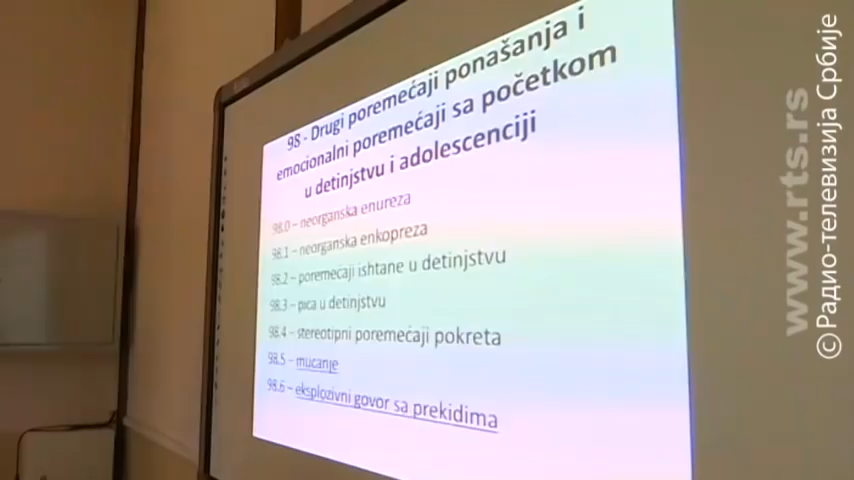 98 - Drugi poremećaji ponašanja i
emocionalni poremećaji sa početkom
u detinjstvu i adolescenciji
98.0 – neorganska enureza
98.1 – neorganska enkopreza
98.2 – poremećaji ishtane u detinjstvu
98.3 – pica u detinjstvu
98.4 – stereotipni poremećaji pokreta
98.5 – mucanje
98.6 – eksplozivni govor sa prekidima
www.rts.rs
© Радио-телевизија Србије